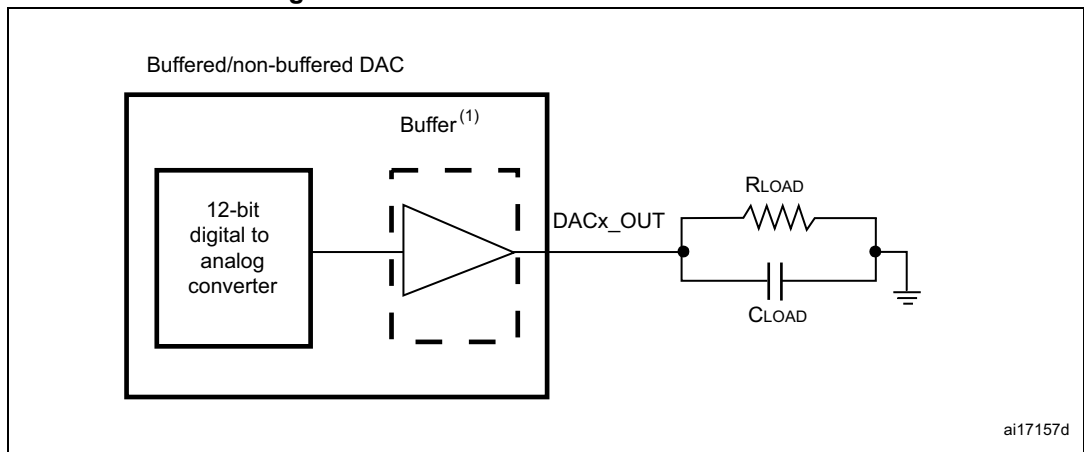 Buffered/non-buffered DAC
Buffer(1)
12-bit
digital to
analog
converter
DACx_OUT
RLOAD
CLOAD
ai17157d